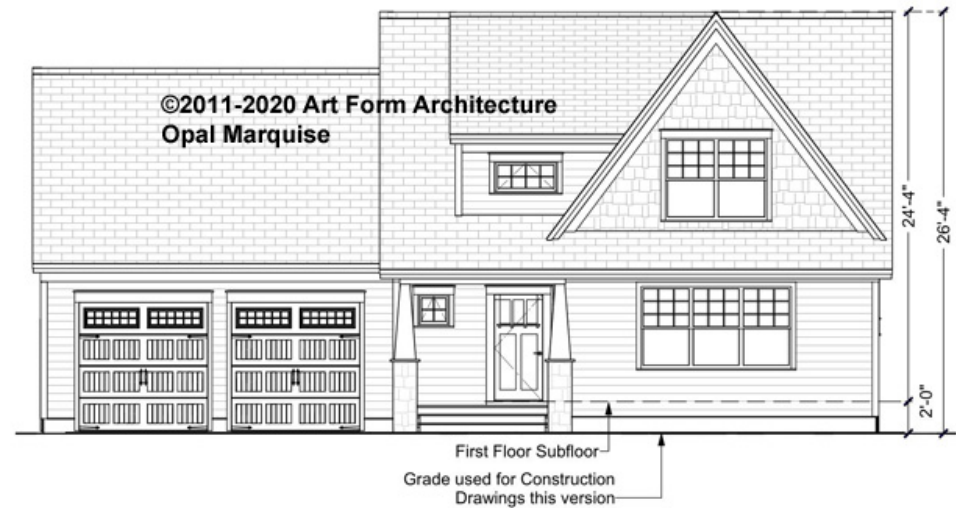 ©2011-2020 Art Form Architecture
Opal Marquise
24'-4"
26'-4"
2'-0"
First Floor Subfloor
Grade used for Construction
Drawings this version